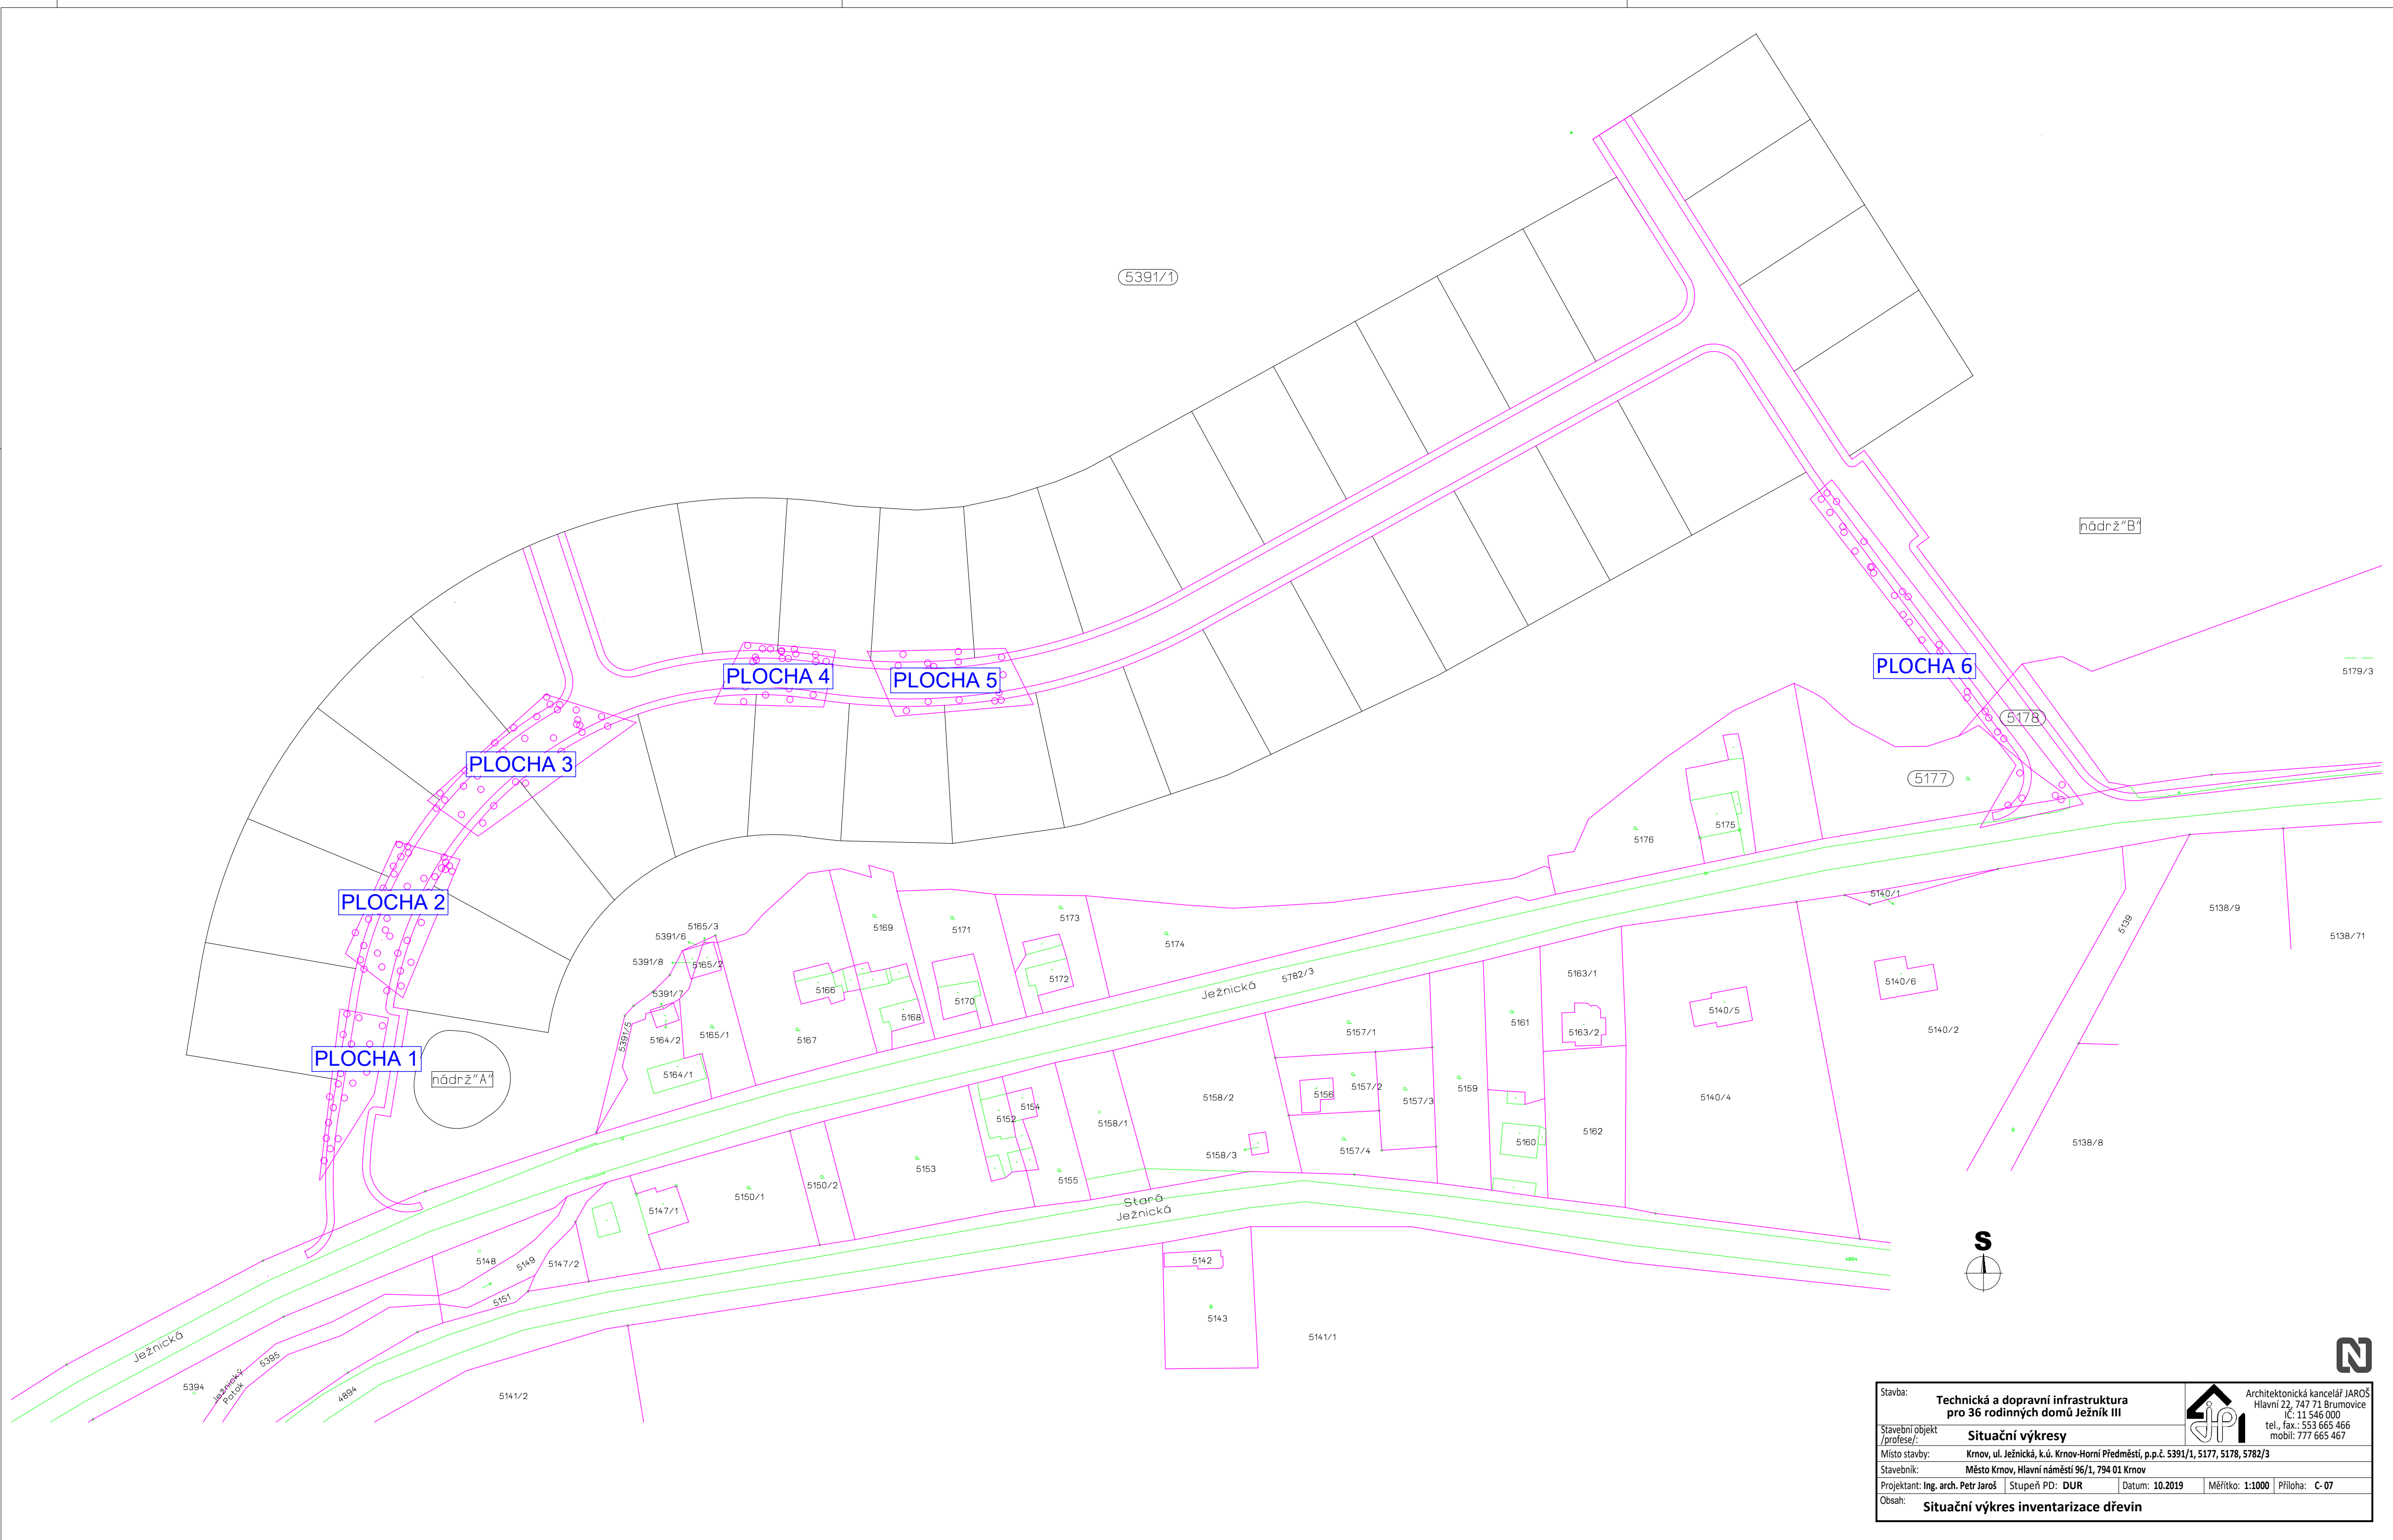 5391/1
nádrž"B"
PLOCHA 4
PLOCHA 5
PLOCHA 6
5179/3
5178
PLOCHA 3
5177
5175
5176
PLOCHA 2
5140/1
5173
5138/9
5139
5169
5171
5165/3
5391/6
5174
5138/71
5391/8
5165/2
5163/1
Ježnická
5782/3
5172
5140/6
5391/7
5166
5170
5168
5140/5
5161
5391/5
5164/2
5165/1
5167
5157/1
5163/2
5140/2
PLOCHA 1
nádrž"A"
5164/1
5157/2
5159
5156
5158/2
5157/3
5140/4
5154
5152
5158/1
5162
5160
5138/8
5158/3
5157/4
5153
5155
5150/2
5150/1
Stará
Ježnická
5147/1
S
5148
5149
5147/2
5142
4894
5151
5143
5141/1
Ježnická
5395
5394
Ježnický
Potok
4894
5141/2
N
Stavba:
Technická a dopravní infrastruktura
pro 36 rodinných domů Ježník III
Architektonická kancelář JAROŠ
Hlavní 22, 747 71 Brumovice
IČ: 11 546 000
tel., fax.: 553 665 466
mobil: 777 665 467
Stavební objekt
/profese/:
Situační výkresy
Místo stavby: Krnov, ul. Ježnická, k.ú. Krnov-Horní Předměstí, p.p.č. 5391/1, 5177, 5178, 5782/3
Stavebník: Město Krnov, Hlavní náměstí 96/1, 794 01 Krnov
Projektant: Ing. arch. Petr Jaroš Stupeň PD: DUR Datum: 10.2019 Měřítko: 1:1000 Příloha: C- 07
Obsah:
Situační výkres inventarizace dřevin